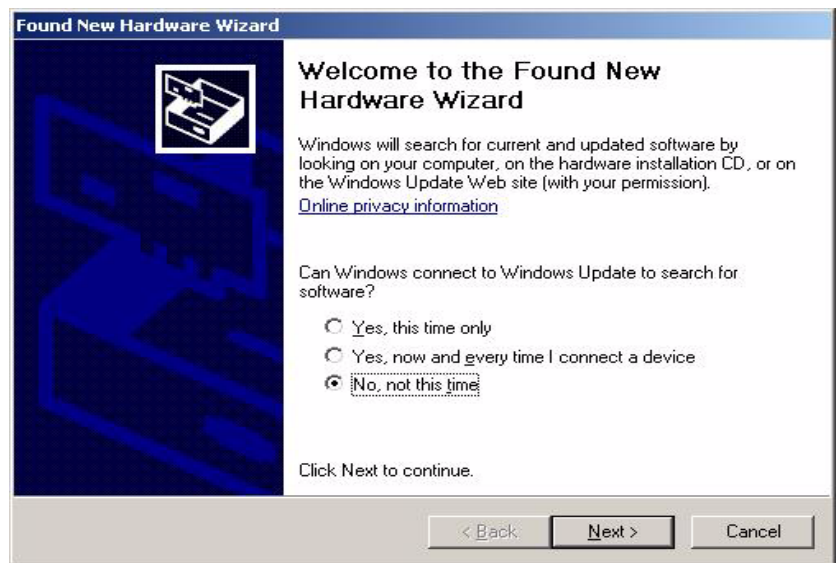 Found New Hardware Wizard
Welcome to the Found New
Hardware Wizard
Windows will search for current and updated software by
looking on your computer, on the hardware installation CD, or on
the Windows Update Web site (with your permission).
Online privacy information
Can Windows connect to Windows Update to search for
software?
Yes, this time only
Yes, now and every time I connect a device
No, not this time
Click Next to continue.
< Back
Next >
Cancel